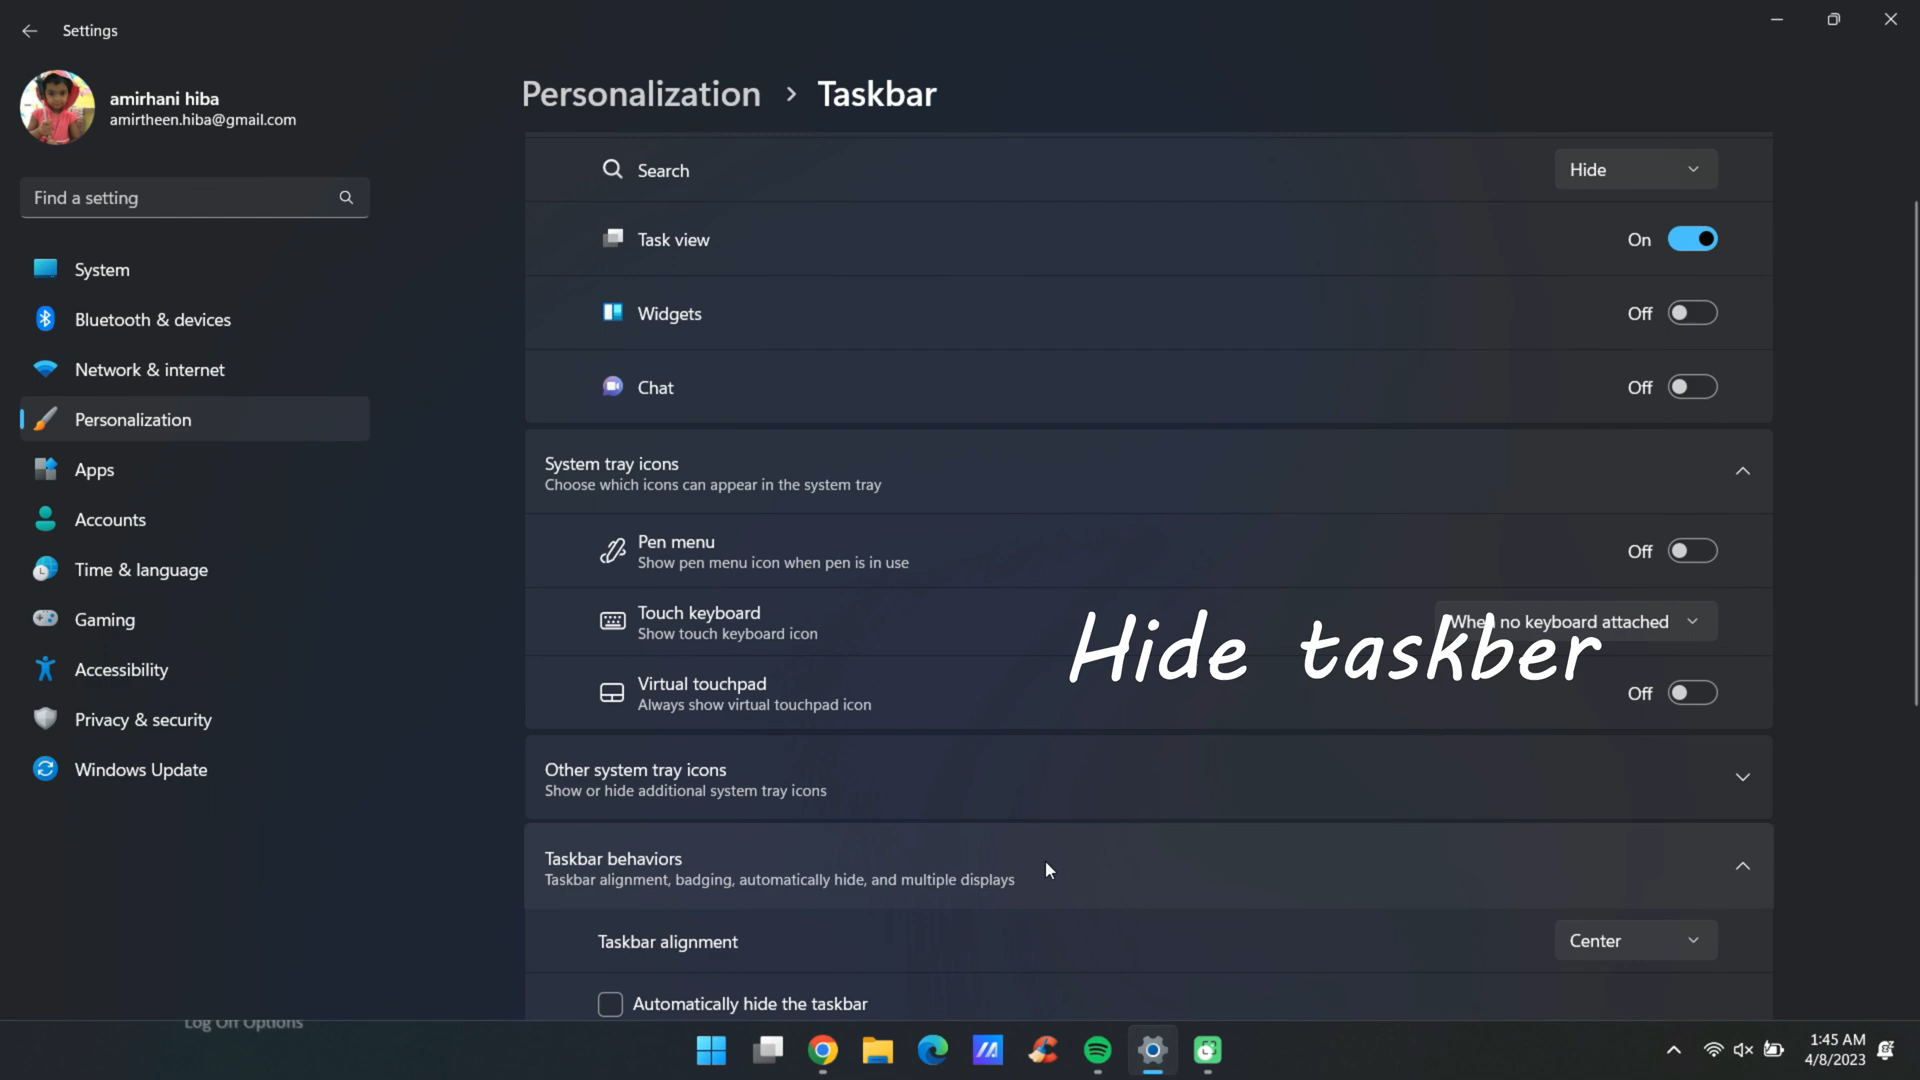 Settings
amirhani hiba
amirtheen.hiba@gmail.com
Find a setting
System
Bluetooth & devices
Network & internet
Personalization
Apps
Accounts
Time & language
Gaming
Accessibility
Privacy & security
Windows Update
Log Off Options
Personalization > Taskbar
Search
Hide
Task view
On
Widgets
Off
Chat
Off
System tray icons
Choose which icons can appear in the system tray
Pen menu
Show pen menu icon when pen is in use
Off
Touch keyboard
Show touch keyboard icon
When no keyboard attached
Hide taskber
Virtual touchpad
Always show virtual touchpad icon
Off
Other system tray icons
Show or hide additional system tray icons
Taskbar behaviors
Taskbar alignment, badging, automatically hide, and multiple displays
Taskbar alignment
Center
Automatically hide the taskbar
1:45 AM
4/8/2023